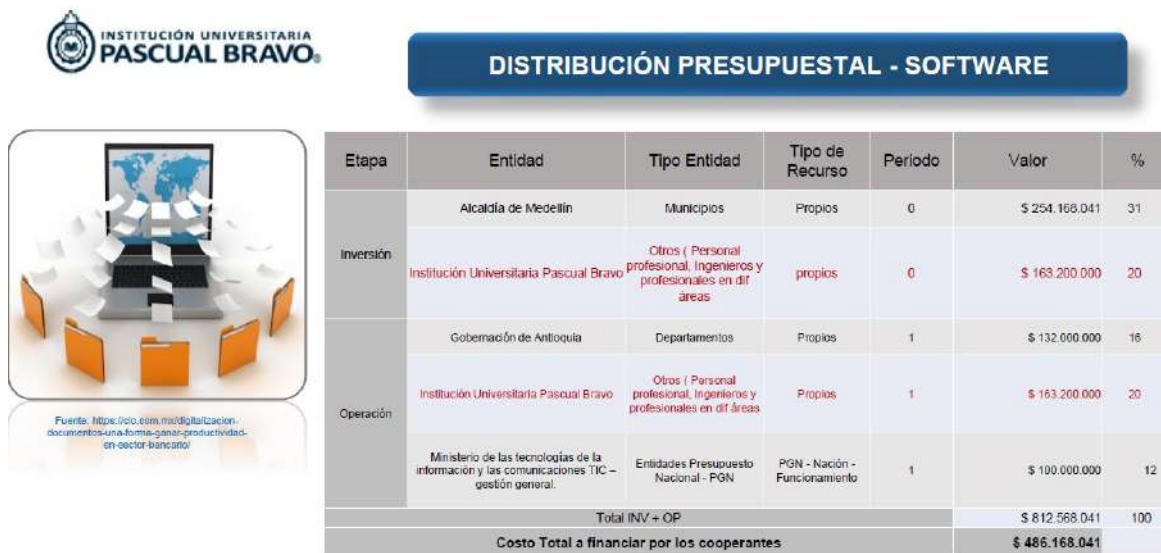 INSTITUCIÓN UNIVERSITARIA
PASCUAL BRAVO®
DISTRIBUCIÓN PRESUPUESTAL - SOFTWARE
Etapa Entidad Tipo Entidad Tipo de Recurso Periodo Valor %
Inversión
Alcaldía de Medellín Municipios Propios 0 $ 254.168.041 31
Institución Universitaria Pascual Bravo Otros ( Personal profesional, Ingenieros y profesionales en dif áreas propios 0 $ 163.200.000 20
Operación
Gobernación de Antioquia Departamentos Propios 1 $ 132.000.000 16
Institución Universitaria Pascual Bravo Otros ( Personal profesional, Ingenieros y profesionales en dif áreas Propios 1 $ 163.200.000 20
Ministerio de las tecnologías de la información y las comunicaciones TIC – gestión general. Entidades Presupuesto Nacional - PGN PGN - Nación - Funcionamiento 1 $ 100.000.000 12
Total INV + OP $ 812.568.041 100
Costo Total a financiar por los cooperantes $ 486.168.041
Fuente: https://cio.com.mx/digitalizacion-
documentos-una-forma-ganar-productividad-
en-sector-bancario/